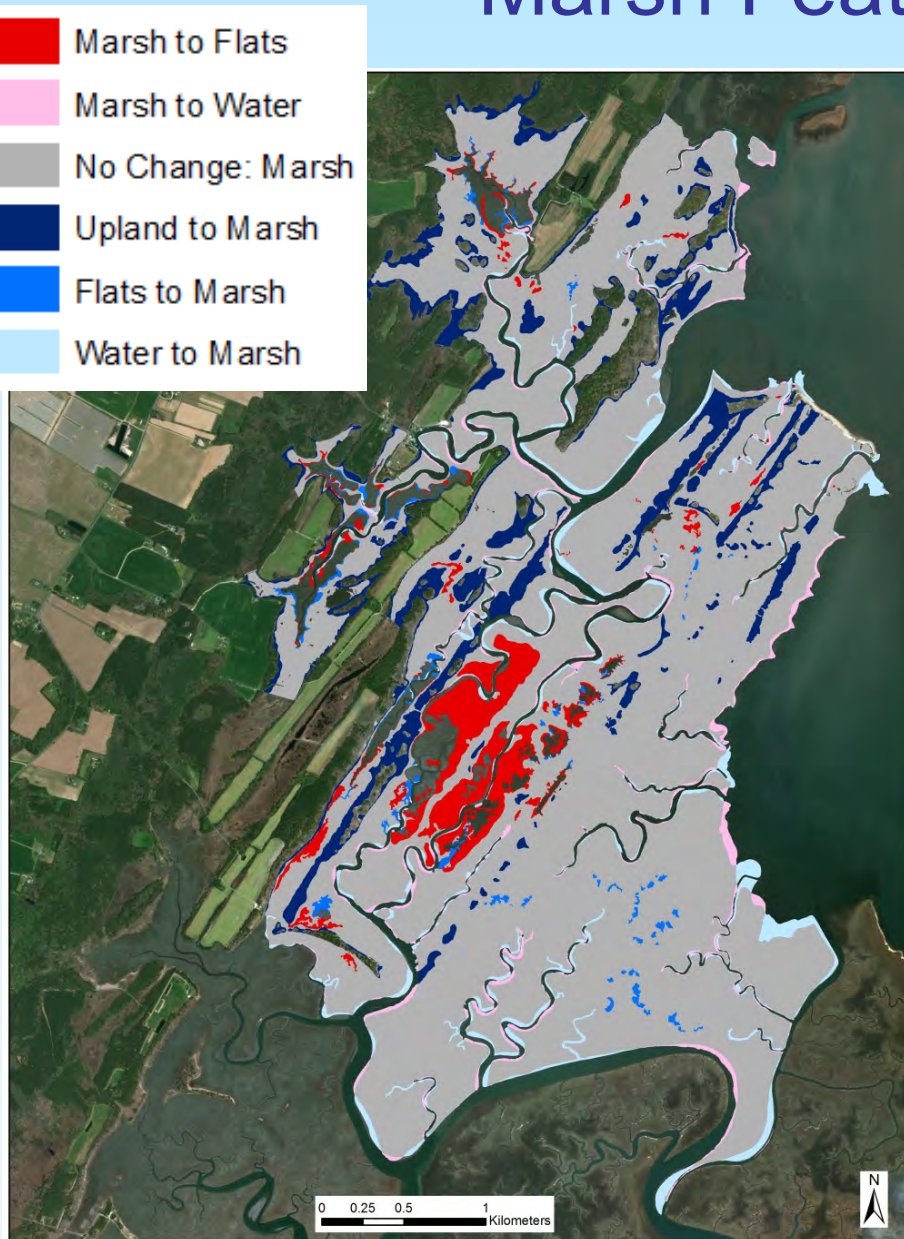 Marsh to Flats
Marsh to Water
No Change: Marsh
Upland to Marsh
Flats to Marsh
Water to Marsh
0 0.25 0.5 1
Kilometers
N